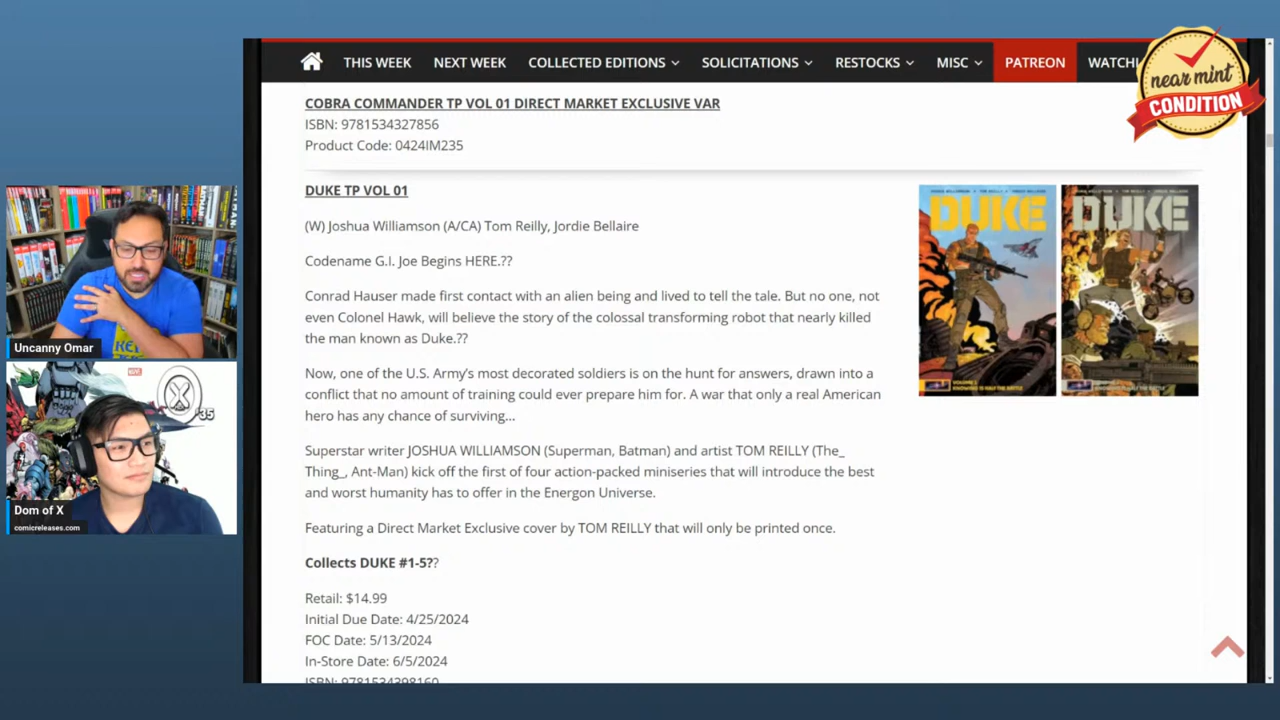 THIS WEEK NEXT WEEK COLLECTED EDITIONS SOLICITATIONS RESTOCKS MISC PATREON
near mint
CONDITION
COBRA COMMANDER TP VOL 01 DIRECT MARKET EXCLUSIVE VAR
ISBN: 9781534327856
Product Code: 0424IM235
DUKE TP VOL 01
(W) Joshua Williamson (A/CA) Tom Reilly, Jordie Bellaire
Codename G.I. Joe Begins HERE.??
Conrad Hauser made first contact with an alien being and lived to tell the tale. But no one, not
even Colonel Hawk, will believe the story of the colossal transforming robot that nearly killed
the man known as Duke.??
Now, one of the U.S. Army’s most decorated soldiers is on the hunt for answers, drawn into a
conflict that no amount of training could ever prepare him for. A war that only a real American
hero has any chance of surviving…
Superstar writer JOSHUA WILLIAMSON (Superman, Batman) and artist TOM REILLY (The_
Thing_, Ant-Man) kick off the first of four action-packed miniseries that will introduce the best
and worst humanity has to offer in the Energon Universe.
Featuring a Direct Market Exclusive cover by TOM REILLY that will only be printed once.
Collects DUKE #1-5??
Retail: $14.99
Initial Due Date: 4/25/2024
FOC Date: 5/13/2024
In-Store Date: 6/5/2024
ISBN: 9781534398160
DUKE
DUKE
Uncanny Omar
Dom of X
comicreleases.com